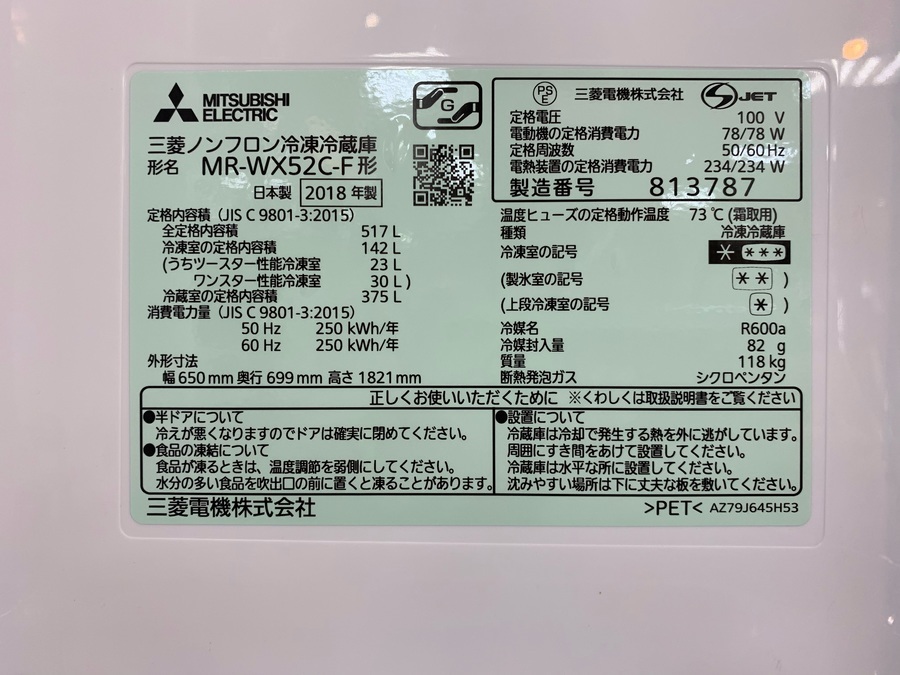 MITSUBISHI
ELECTRIC
G
三菱ノンフロン冷凍冷蔵庫
形名 MR-WX52C-F形
日本製 2018 年製
定格内容積 (JIS C 9801-3:2015)
全定格内容積 517 L
冷凍室の定格内容積 142 L
(うちツースター性能冷凍室 23 L
ワンスター性能冷凍室 30 L )
冷蔵室の定格内容積 375 L
消費電力量 (JIS C 9801-3:2015)
50 Hz 250 kWh/年
60 Hz 250 kWh/年
外形寸法
幅 650 mm 奥行 699 mm 高さ 1821 mm
PS
E
三菱電機株式会社
S JET
定格電圧 100 V
電動機の定格消費電力 78/78 W
定格周波数 50/60 Hz
電熱装置の定格消費電力 234/234 W
製造番号 813787
温度ヒューズの定格動作温度 73 ℃ (霜取用)
種類 冷凍冷蔵庫
冷凍室の記号 * ***
(製氷室の記号 ** )
(上段冷凍室の記号 * )
冷媒名 R600a
冷媒封入量 82 g
質量 118 kg
断熱発泡ガス シクロペンタン
正しくお使いいただくために ※くわしくは取扱説明書をご覧ください
●半ドアについて
冷えが悪くなりますのでドアは確実に閉めてください。
●食品の凍結について
食品が凍るときは、温度調節を弱側にしてください。
水分の多い食品を吹出口の前に置くと凍ることがあります。
●設置について
冷蔵庫は冷却で発生する熱を外に逃がしています。
周囲にすき間をあけて設置してください。
冷蔵庫は水平な所に設置してください。
沈みやすい場所は下に丈夫な板を敷いてください。
三菱電機株式会社
>PET< AZ79J645H53